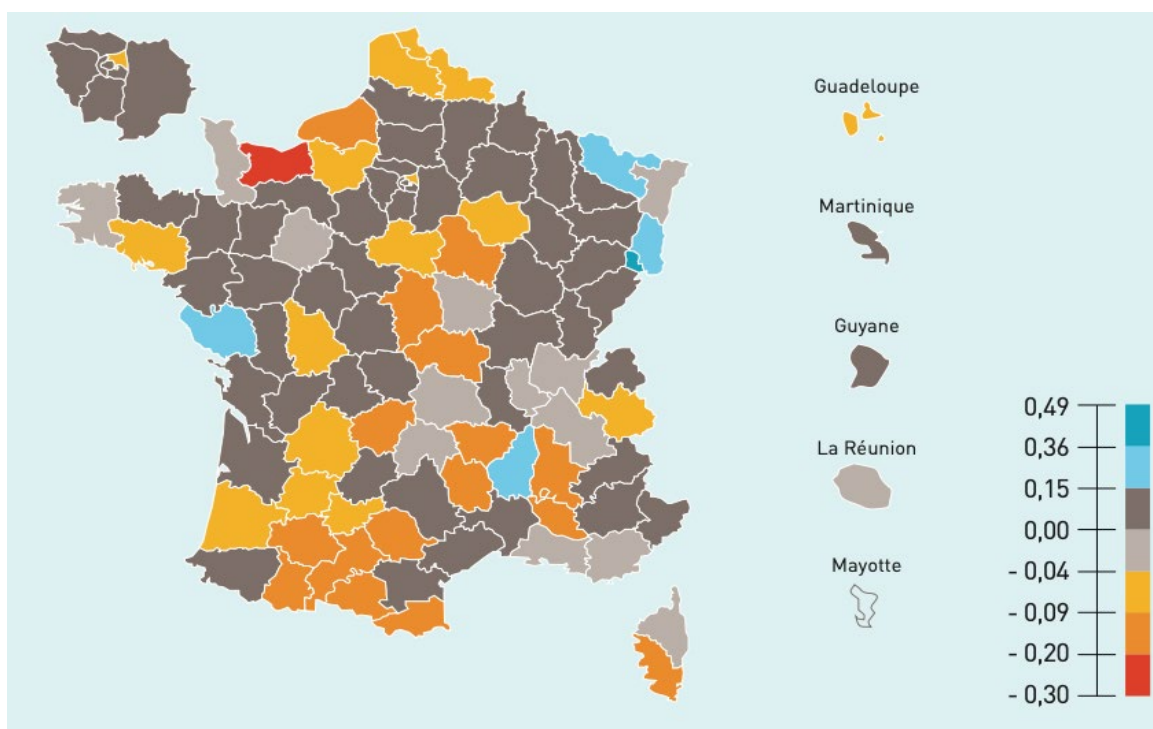 Guadeloupe
Martinique
Guyane
La Réunion
Mayotte
0,49
0,36
0,15
0,00
- 0,04
- 0,09
- 0,20
- 0,30